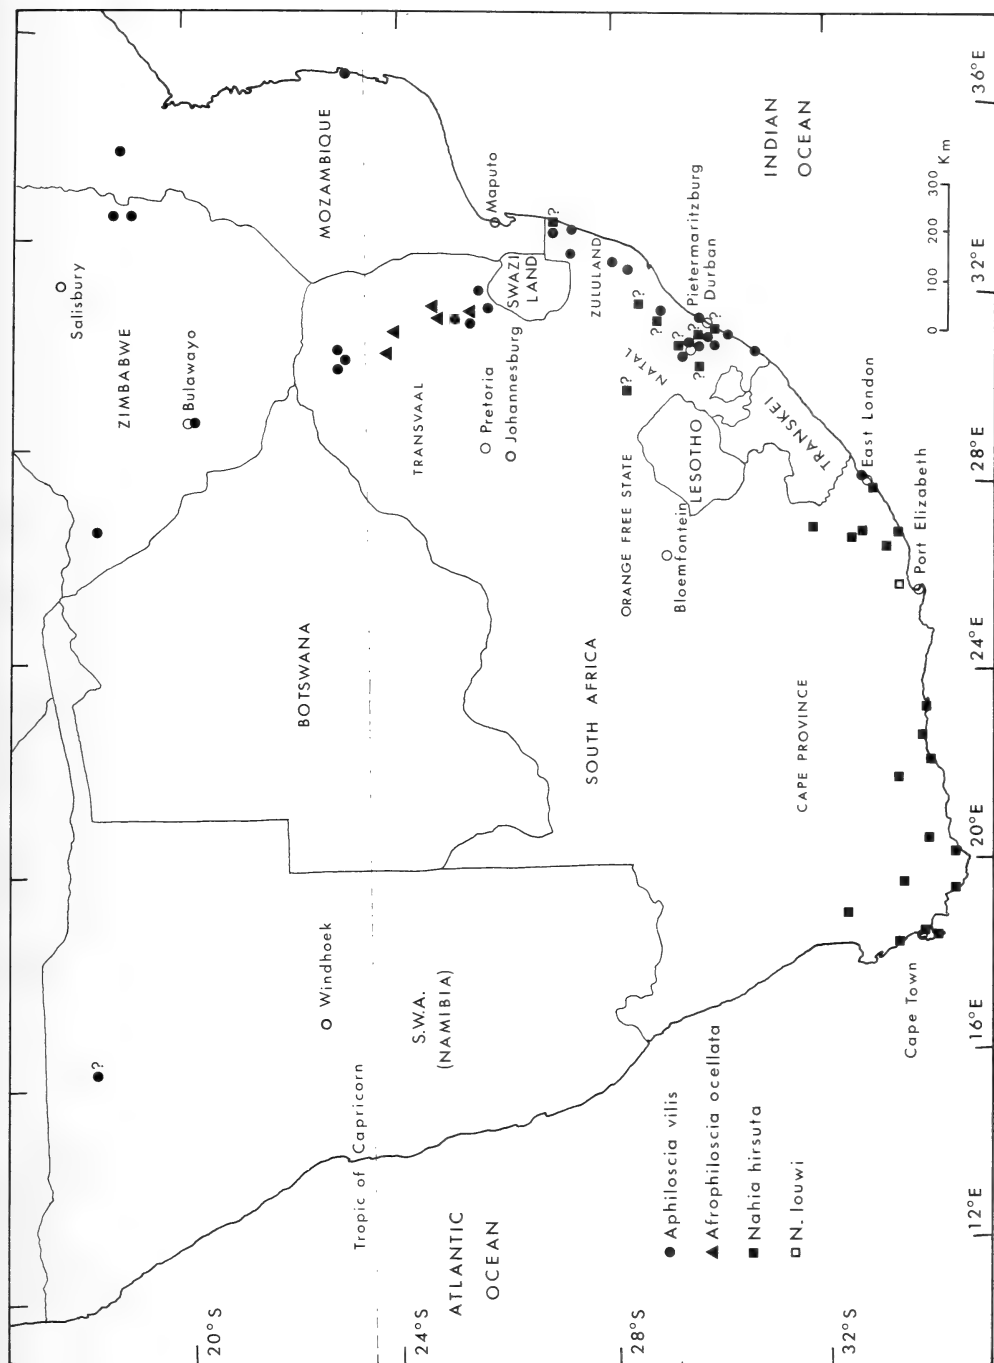 20°S
24°S
28°S
32°S
12°E
16°E
20°E
24°E
28°E
32°E
36°E
ATLANTIC
OCEAN
INDIAN
OCEAN
Tropic of Capricorn
?
Windhoek
S.W.A.
(NAMIBIA)
BOTSWANA
ZIMBABWE
Salisbury
Bulawayo
MOZAMBIQUE
Maputo
TRANSVAAL
Pretoria
Johannesburg
SWAZI
LAND
ZULULAND
?
?
?
?
?
?
?
?
NATAL
Pietermaritzburg
Durban
ORANGE FREE STATE
Bloemfontein
LESOTHO
TRANSKEI
East London
Port Elizabeth
SOUTH AFRICA
CAPE PROVINCE
Cape Town
0 100 200 300 Km
Aphiloscia vilis
Afrophiloscia ocellata
Nahia hirsuta
N. louwi